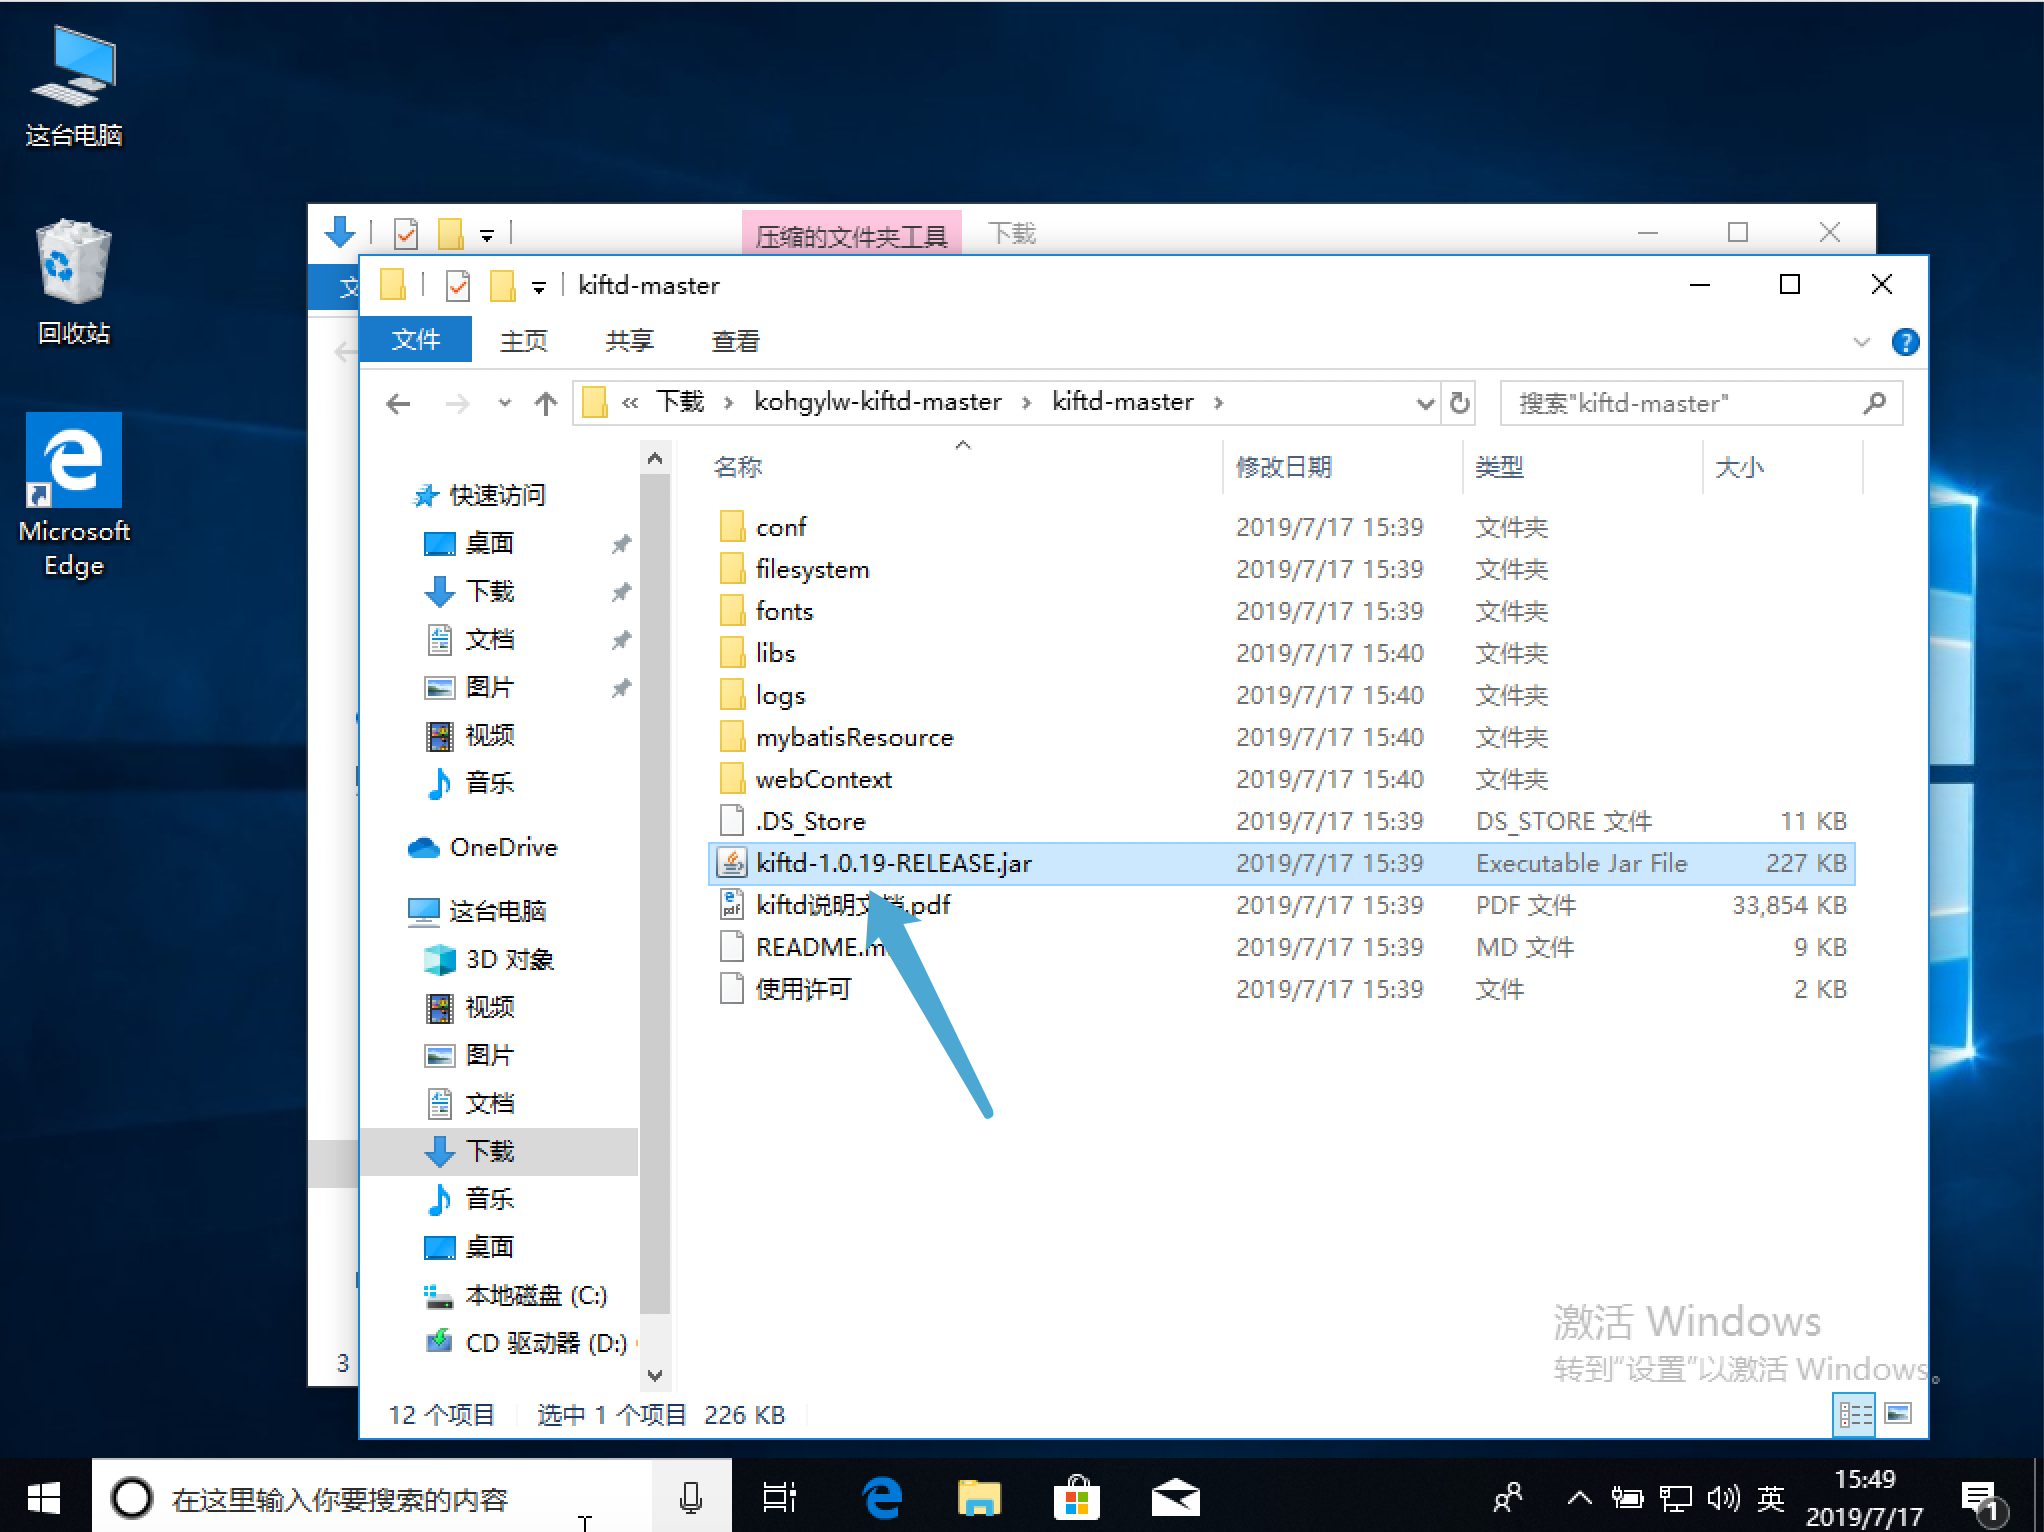 这台电脑
回收站
Microsoft
Edge
压缩的文件夹工具 下载
kiftd-master
文件 主页 共享 查看
« 下载 › kohgylw-kiftd-master › kiftd-master ›
搜索"kiftd-master"
快速访问
桌面
下载
文档
图片
视频
音乐
OneDrive
这台电脑
3D 对象
视频
图片
文档
下载
音乐
桌面
本地磁盘 (C:)
CD 驱动器 (D:)
名称 修改日期 类型 大小
conf 2019/7/17 15:39 文件夹
filesystem 2019/7/17 15:39 文件夹
fonts 2019/7/17 15:39 文件夹
libs 2019/7/17 15:40 文件夹
logs 2019/7/17 15:40 文件夹
mybatisResource 2019/7/17 15:40 文件夹
webContext 2019/7/17 15:40 文件夹
.DS_Store 2019/7/17 15:39 DS_STORE 文件 11 KB
kiftd-1.0.19-RELEASE.jar 2019/7/17 15:39 Executable Jar File 227 KB
kiftd说明文档.pdf 2019/7/17 15:39 PDF 文件 33,854 KB
README.m 2019/7/17 15:39 MD 文件 9 KB
使用许可 2019/7/17 15:39 文件 2 KB
激活 Windows
转到"设置"以激活 Windows。
3
12 个项目 选中 1 个项目 226 KB
在这里输入你要搜索的内容
英
15:49
2019/7/17
1